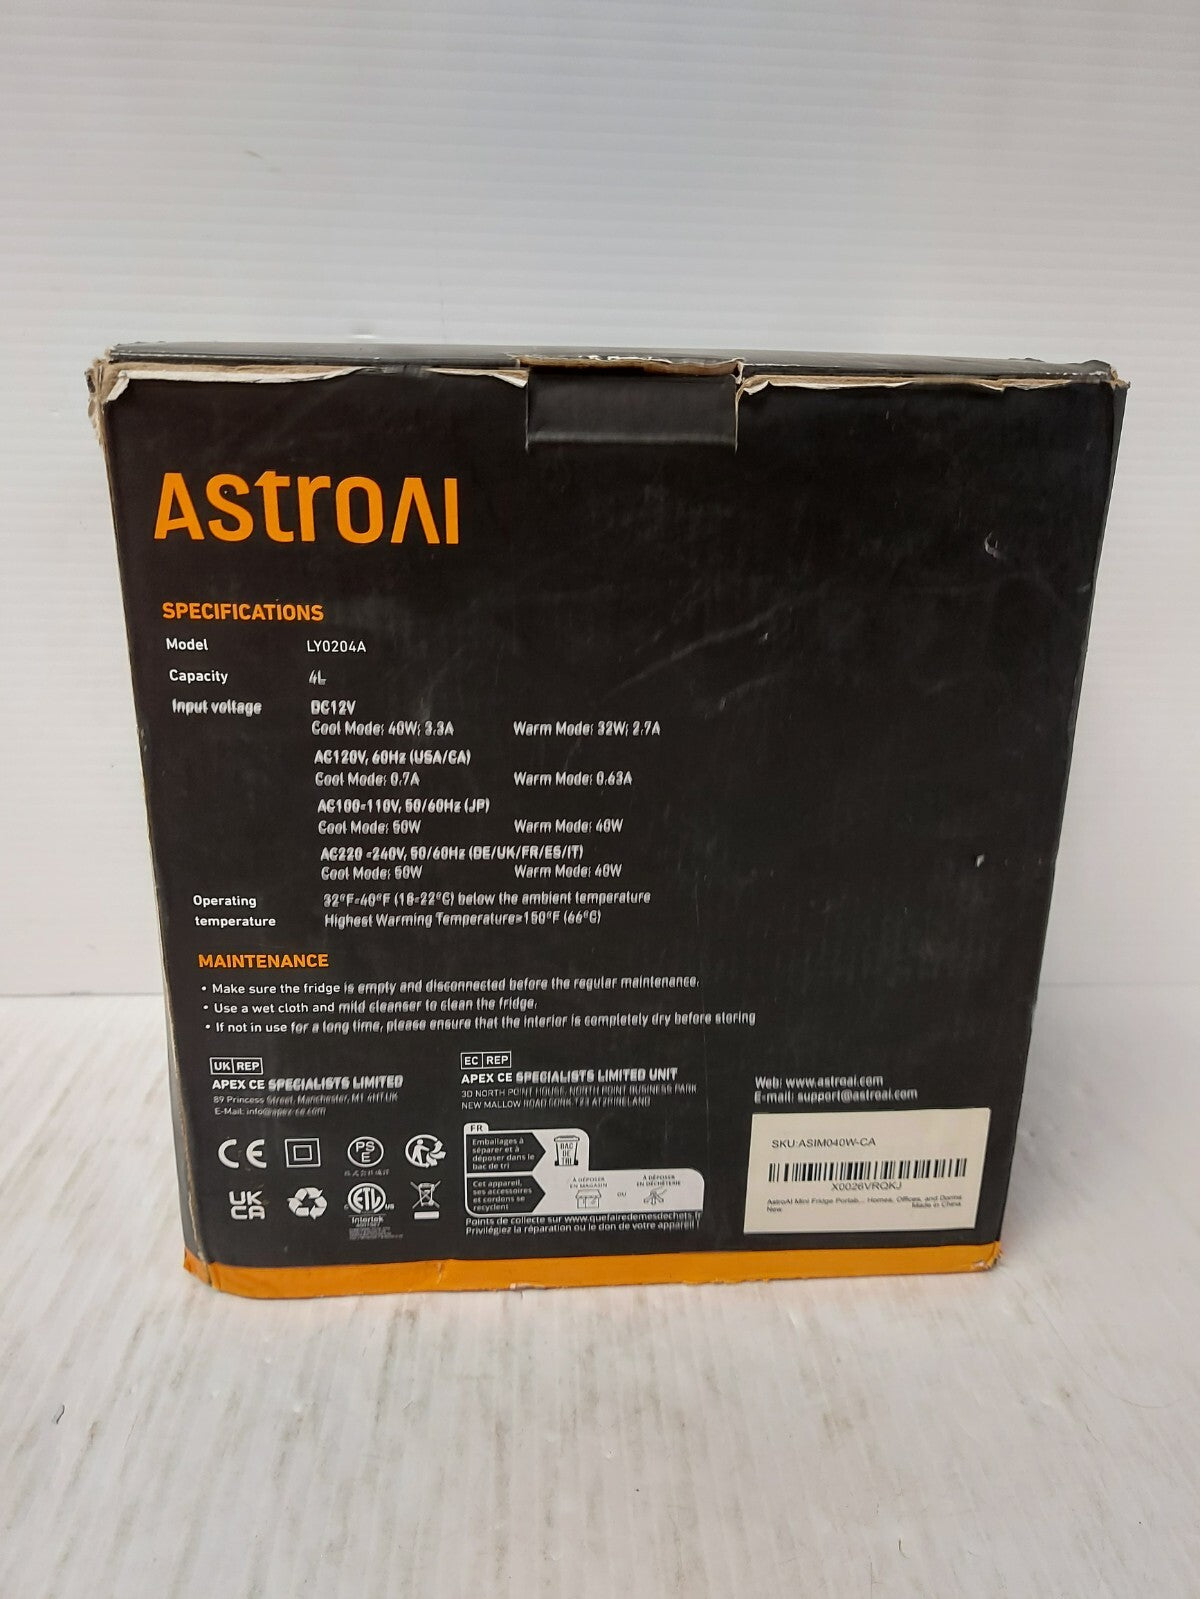 AstroAI
SPECIFICATIONS
Model LY0204A
Capacity 4L
Input voltage DC12V
Cool Mode: 40W; 3.3A Warm Mode: 32W; 2.7A
AC120V, 60Hz (USA/CA)
Cool Mode: 0.7A Warm Mode: 0.63A
AC100-110V, 50/60Hz (JP)
Cool Mode: 50W Warm Mode: 40W
AC220-240V, 50/60Hz (DE/UK/FR/ES/IT)
Cool Mode: 50W Warm Mode: 40W
Operating 32°F-40°F (18-22°C) below the ambient temperature
temperature Highest Warming Temperature≥150°F (66°C)
MAINTENANCE
• Make sure the fridge is empty and disconnected before the regular maintenance.
• Use a wet cloth and mild cleanser to clean the fridge.
• If not in use for a long time, please ensure that the interior is completely dry before storing
UK REP
APEX CE SPECIALISTS LIMITED
89 Princess Street, Manchester, M1 4HT,UK
E-Mail: info@apex-ce.com
EC REP
APEX CE SPECIALISTS LIMITED UNIT
3D NORTH POINT HOUSE, NORTH POINT BUSINESS PARK,
NEW MALLOW ROAD CORK, T23 AT2P,IRELAND
Web: www.astroai.com
E-mail: support@astroai.com
CE
PS
E
UK
CA
ETL
C US
Intertek
FR
Emballages à
séparer et à
déposer dans le
bac de tri
BAC
DE
TRI
Cet appareil,
ses accessoires
et cordons se
recyclent
À DÉPOSER
EN MAGASIN
OU
À DÉPOSER
EN DÉCHÈTERIE
Points de collecte sur www.quefairedemesdechets.fr
Privilégiez la réparation ou le don de votre appareil !
SKU:ASIM040W-CA
X0026VRQKJ
AstroAI Mini Fridge Portab... Homes, Offices, and Dorms
New Made in China